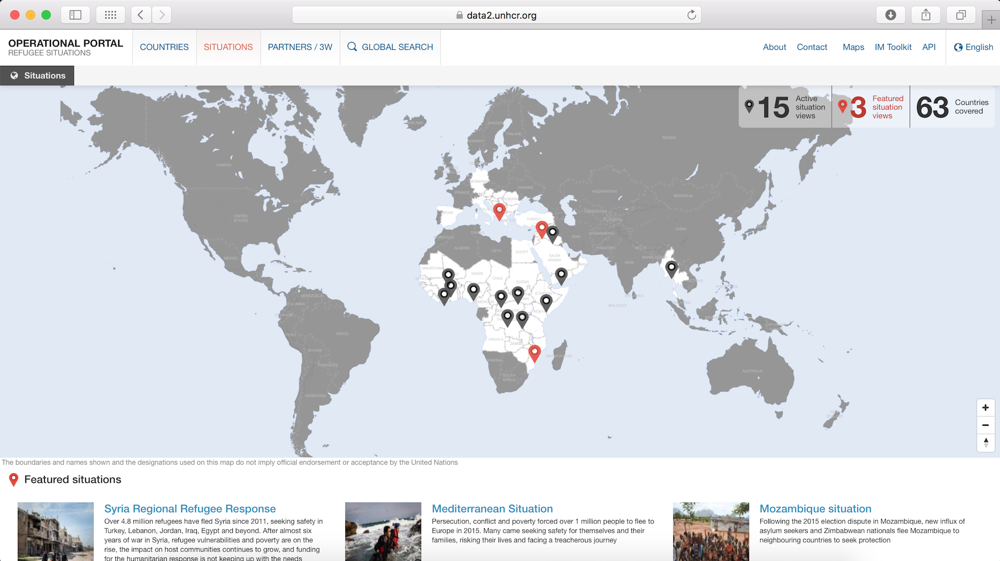 data2.unhcr.org
OPERATIONAL PORTAL
REFUGEE SITUATIONS
COUNTRIES
SITUATIONS
PARTNERS / 3W
GLOBAL SEARCH
About
Contact
Maps
IM Toolkit
API
English
Situations
15 Active situation views
3 Featured situation views
63 Countries covered
ICELAND
SWEDEN
FINLAND
NORWAY
RUSSIA
CANADA
GERMANY
FRANCE
UKRAINE
KAZAKHSTAN
MONGOLIA
SPAIN
TURKEY
UNITED
STATES
CHINA
IRAN
AFGHANISTAN
PAKISTAN
MOROCCO
ALGERIA
LIBYA
EGYPT
SAUDI
ARABIA
OMAN
INDIA
MEXICO
MAURITANIA
NIGER
CHAD
SUDAN
VENEZUELA
COLOMBIA
ECUADOR
MALDIVES
KENYA
PERU
BRAZIL
BOLIVIA
ANGOLA
ZAMBIA
NAMIBIA
PARAGUAY
SOUTH
AFRICA
AUSTRALIA
ARGENTINA
The boundaries and names shown and the designations used on this map do not imply official endorsement or acceptance by the United Nations
Featured situations
Syria Regional Refugee Response
Over 4.8 million refugees have fled Syria since 2011, seeking safety in
Turkey, Lebanon, Jordan, Iraq, Egypt and beyond. After almost six
years of war in Syria, refugee vulnerabilities and poverty are on the
rise, the impact on host communities continues to grow, and funding
for the humanitarian response is not keeping up with the needs
Mediterranean Situation
Persecution, conflict and poverty forced over 1 million people to flee to
Europe in 2015. Many came seeking safety for themselves and their
families, risking their lives and facing a treacherous journey
Mozambique situation
Following the 2015 election dispute in Mozambique, new influx of
asylum seekers and Zimbabwean nationals flee Mozambique to
neighbouring countries to seek protection